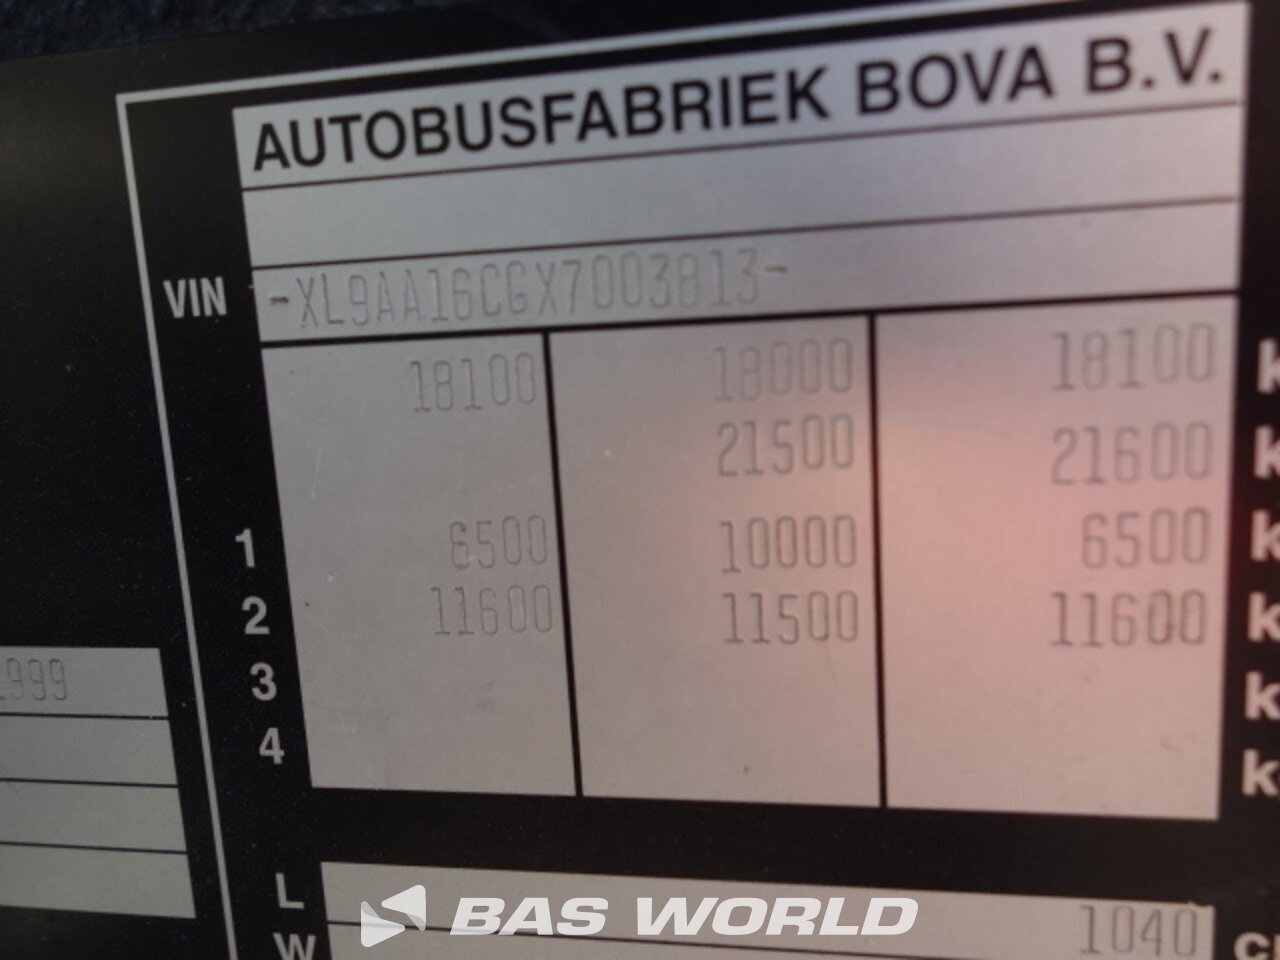 AUTOBUSFABRIEK BOVA B.V.
VIN -XL9AA16CGX7003813-
18100 18000 18100 k
21500 21600 k
1 6500 10000 6500 k
2 11600 11500 11600 k
3 k
4 k
1999
L 1040 c
W
BAS WORLD